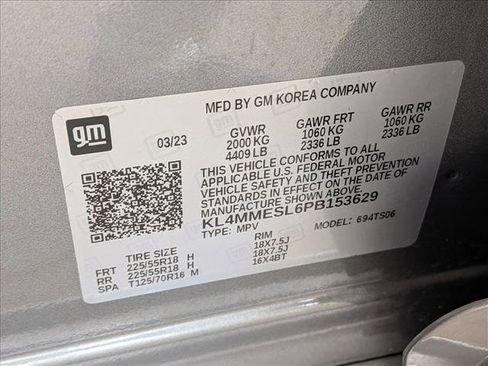 gm
MFD BY GM KOREA COMPANY
03/23 GVWR GAWR FRT GAWR RR
2000 KG 1060 KG 1060 KG
4409 LB 2336 LB 2336 LB
THIS VEHICLE CONFORMS TO ALL
APPLICABLE U.S. FEDERAL MOTOR
VEHICLE SAFETY, BUMPER, AND
THEFT PREVENTION STANDARDS IN
EFFECT ON THE DATE OF
MANUFACTURE SHOWN ABOVE.
KL4MMESL6PB153629
TYPE: MPV MODEL: 694TS06
TIRE SIZE RIM
FRT 225/55R18 H 18X7.5J
RR 225/55R18 H 18X7.5J
SPA T125/70R16 M 16X4BT